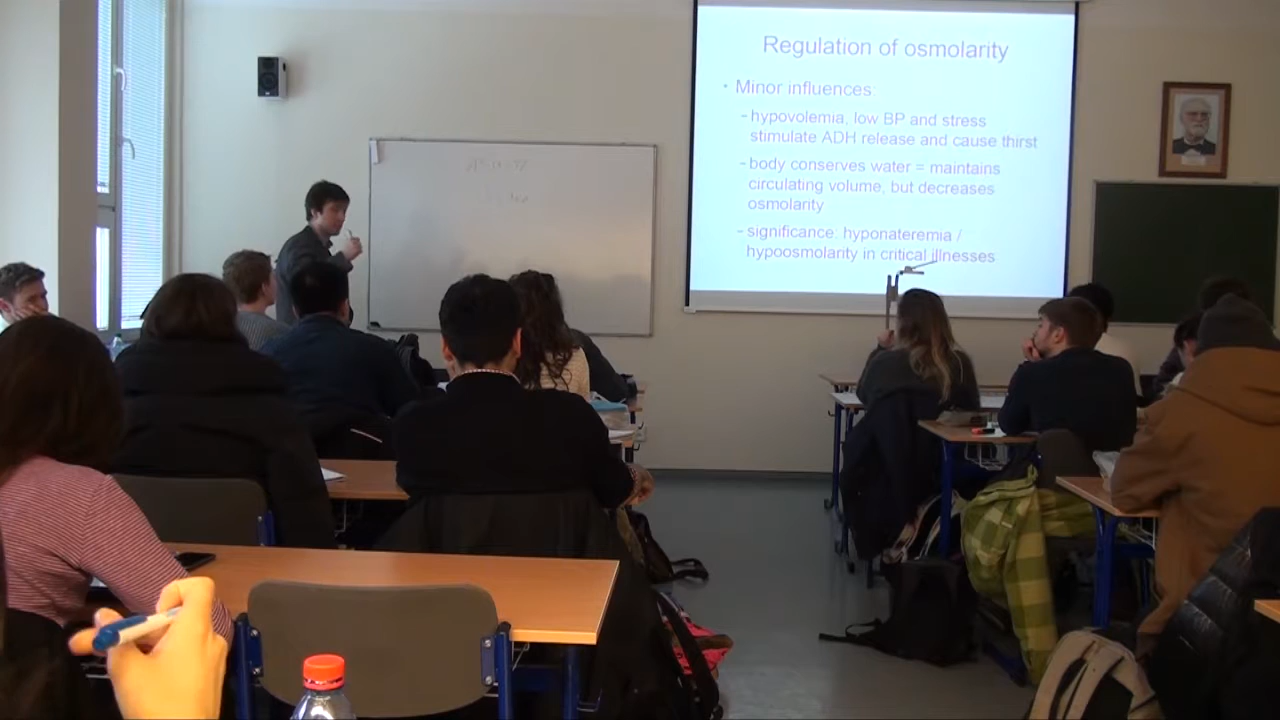 Regulation of osmolarity
• Minor influences:
-hypovolemia, low BP and stress
stimulate ADH release and cause thirst
-body conserves water = maintains
circulating volume, but decreases
osmolarity
- significance: hyponateremia /
hypoosmolarity in critical illnesses